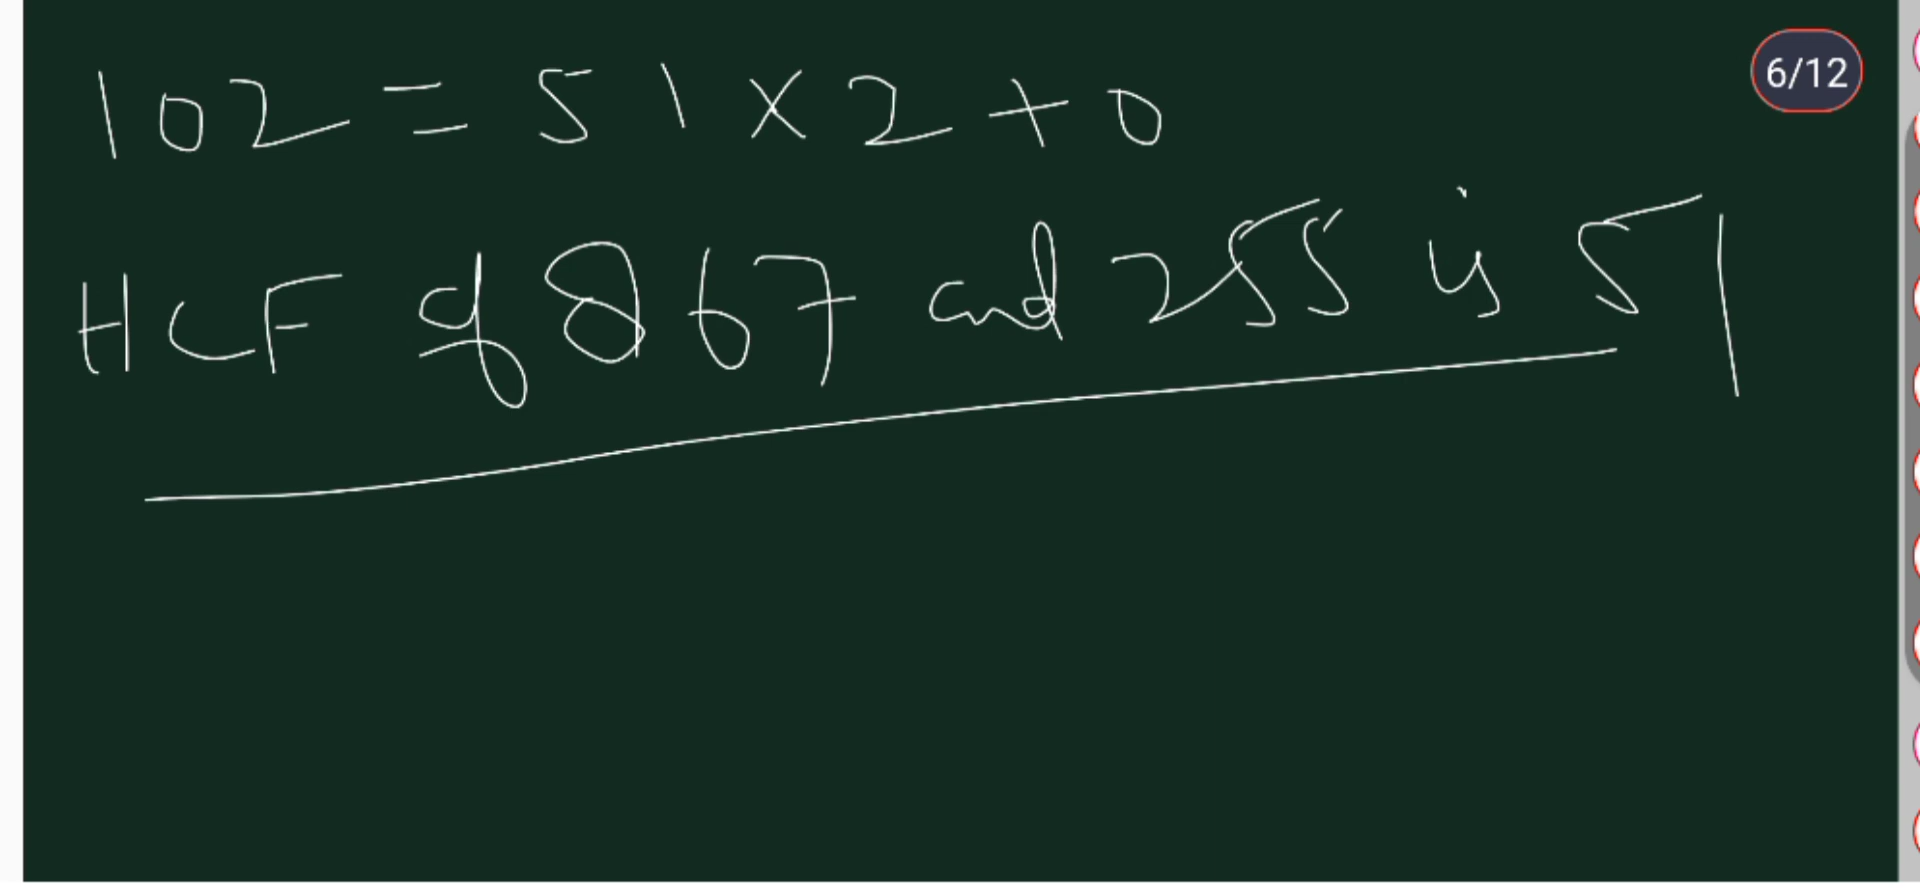 102 = 51 × 2 + 0
6/12
HCF of 867 and 255 is 51